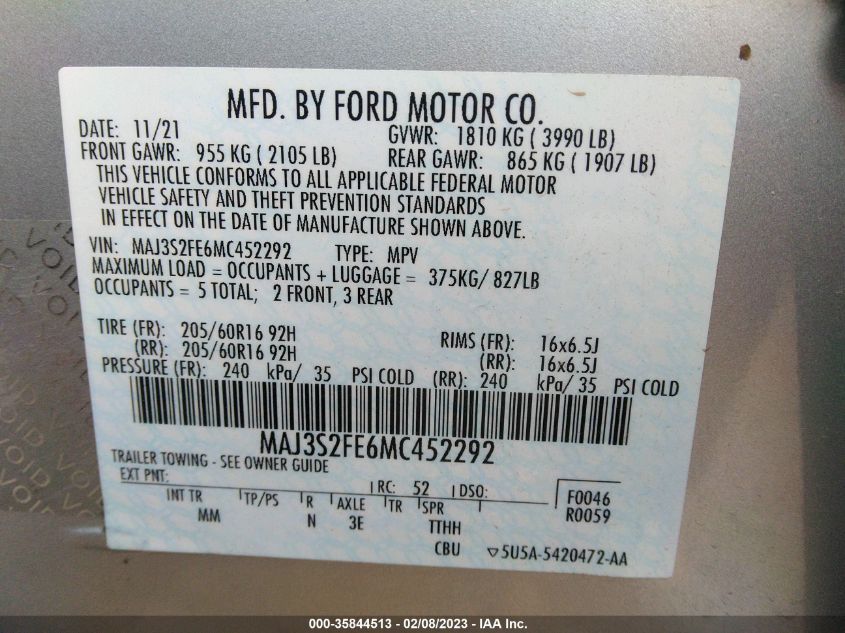 MFD. BY FORD MOTOR CO.
DATE: 11/21 GVWR: 1810 KG ( 3990 LB)
FRONT GAWR: 955 KG ( 2105 LB) REAR GAWR: 865 KG ( 1907 LB)
THIS VEHICLE CONFORMS TO ALL APPLICABLE FEDERAL MOTOR
VEHICLE SAFETY AND THEFT PREVENTION STANDARDS
IN EFFECT ON THE DATE OF MANUFACTURE SHOWN ABOVE.
VIN: MAJ3S2FE6MC452292 TYPE: MPV
MAXIMUM LOAD = OCCUPANTS + LUGGAGE = 375KG/ 827LB
OCCUPANTS = 5 TOTAL; 2 FRONT, 3 REAR
TIRE (FR): 205/60R16 92H RIMS (FR): 16x6.5J
(RR): 205/60R16 92H (RR): 16x6.5J
PRESSURE (FR): 240 kPa/ 35 PSI COLD (RR): 240 kPa/ 35 PSI COLD
MAJ3S2FE6MC452292
TRAILER TOWING - SEE OWNER GUIDE
EXT PNT: RC: 52 DSO: F0046
INT TR TP/PS R AXLE TR SPR R0059
MM N 3E TTHH
CBU 5U5A-5420472-AA
VOID
VOID
VOID
VOID
000-35844513 - 02/08/2023 - IAA Inc.